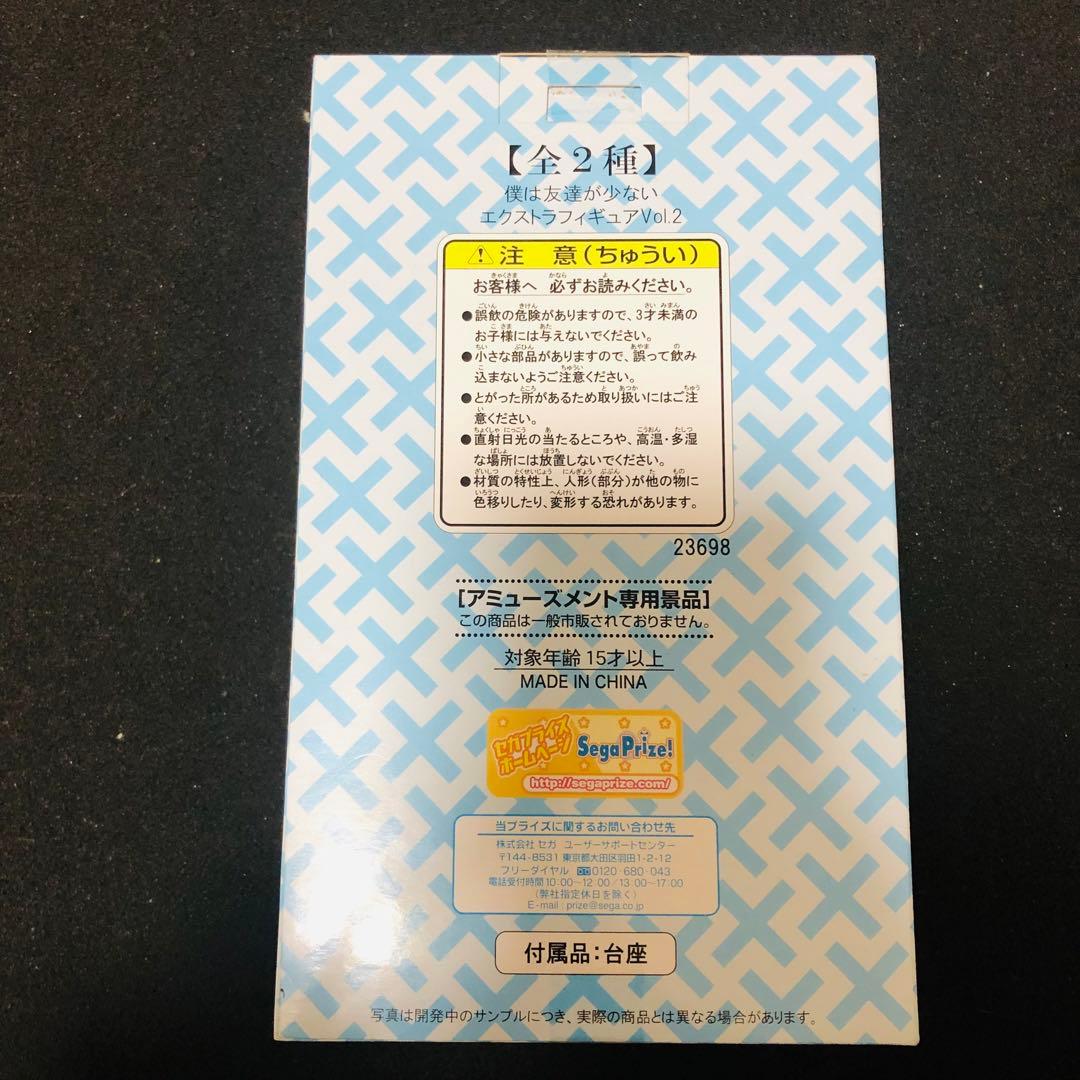 【全2種】
僕は友達が少ない
エクストラフィギュアVol.2
⚠注 意(ちゅうい)
お客様へ 必ずお読みください。
●誤飲の危険がありますので、3才未満の
お子様には与えないでください。
●小さな部品がありますので、誤って飲み
込まないようご注意ください。
●とがった所があるため取り扱いにはご注
意ください。
●直射日光の当たるところや、高温・多湿
な場所には放置しないでください。
●材質の特性上、人形(部分)が他の物に
色移りしたり、変形する恐れがあります。
23698
[アミューズメント専用景品]
この商品は一般市販されておりません。
対象年齢 15才以上
MADE IN CHINA
セガプライズ
ホームページ
SegaPrize!
http://segaprize.com/
当プライズに関するお問い合わせ先
株式会社 セガ ユーザーサポートセンター
〒144-8531 東京都大田区羽田1-2-12
フリーダイヤル 0120-680-043
電話受付時間 10:00~12:00/13:00~17:00
(弊社指定休日を除く)
E-mail : prize@sega.co.jp
付属品:台座
写真は開発中のサンプルにつき、実際の商品とは異なる場合があります。